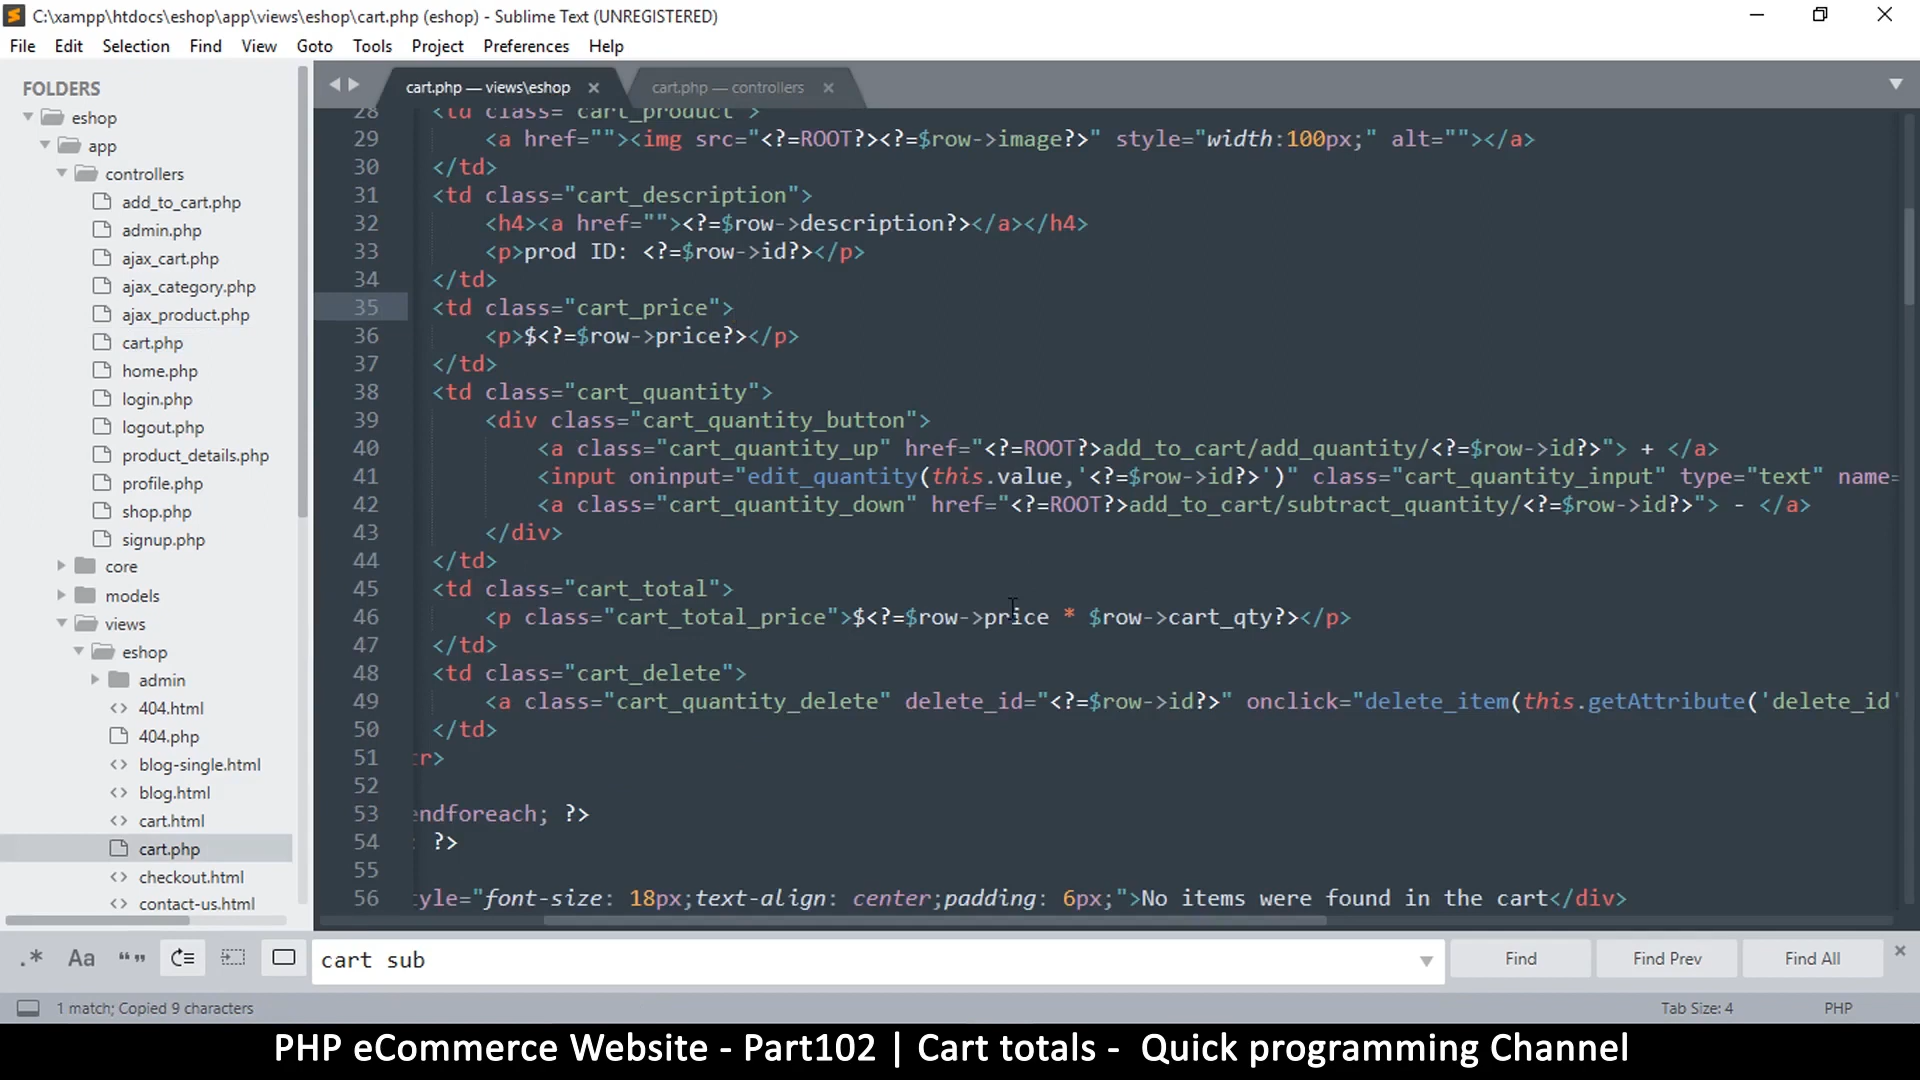 C:\xampp\htdocs\eshop\app\views\eshop\cart.php (eshop) - Sublime Text (UNREGISTERED)
File Edit Selection Find View Goto Tools Project Preferences Help
FOLDERS
eshop
app
controllers
add_to_cart.php
admin.php
ajax_cart.php
ajax_category.php
ajax_product.php
cart.php
home.php
login.php
logout.php
product_details.php
profile.php
shop.php
signup.php
core
models
views
eshop
admin
404.html
404.php
blog-single.html
blog.html
cart.html
cart.php
checkout.html
contact-us.html
cart.php — views\eshop
cart.php — controllers
28 <td class="cart_product">
29 <a href=""><img src="<?=ROOT?><?=$row->image?>" style="width:100px;" alt=""></a>
30 </td>
31 <td class="cart_description">
32 <h4><a href=""><?=$row->description?></a></h4>
33 <p>prod ID: <?=$row->id?></p>
34 </td>
35 <td class="cart_price">
36 <p>$<?=$row->price?></p>
37 </td>
38 <td class="cart_quantity">
39 <div class="cart_quantity_button">
40 <a class="cart_quantity_up" href="<?=ROOT?>add_to_cart/add_quantity/<?=$row->id?>"> + </a>
41 <input oninput="edit_quantity(this.value,'<?=$row->id?>')" class="cart_quantity_input" type="text" name=
42 <a class="cart_quantity_down" href="<?=ROOT?>add_to_cart/subtract_quantity/<?=$row->id?>"> - </a>
43 </div>
44 </td>
45 <td class="cart_total">
46 <p class="cart_total_price">$<?=$row->price * $row->cart_qty?></p>
47 </td>
48 <td class="cart_delete">
49 <a class="cart_quantity_delete" delete_id="<?=$row->id?>" onclick="delete_item(this.getAttribute('delete_id'
50 </td>
51 tr>
52
53 endforeach; ?>
54 : ?>
55
56 tyle="font-size: 18px;text-align: center;padding: 6px;">No items were found in the cart</div>
.* Aa “” cart sub Find Find Prev Find All
1 match; Copied 9 characters Tab Size: 4 PHP
PHP eCommerce Website - Part102 | Cart totals - Quick programming Channel